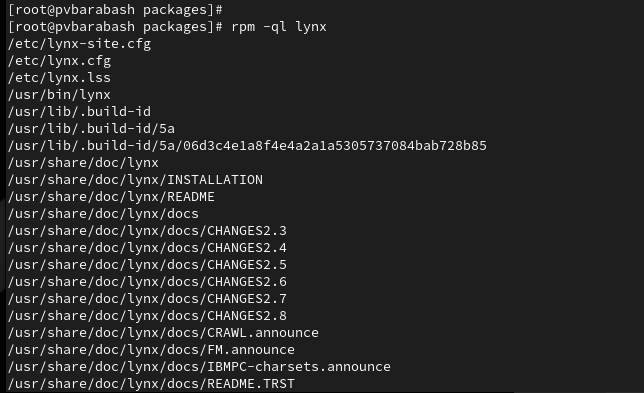 [root@pvbarabash packages]#
[root@pvbarabash packages]# rpm -ql lynx
/etc/lynx-site.cfg
/etc/lynx.cfg
/etc/lynx.lss
/usr/bin/lynx
/usr/lib/.build-id
/usr/lib/.build-id/5a
/usr/lib/.build-id/5a/06d3c4e1a8f4e4a2a1a5305737084bab728b85
/usr/share/doc/lynx
/usr/share/doc/lynx/INSTALLATION
/usr/share/doc/lynx/README
/usr/share/doc/lynx/docs
/usr/share/doc/lynx/docs/CHANGES2.3
/usr/share/doc/lynx/docs/CHANGES2.4
/usr/share/doc/lynx/docs/CHANGES2.5
/usr/share/doc/lynx/docs/CHANGES2.6
/usr/share/doc/lynx/docs/CHANGES2.7
/usr/share/doc/lynx/docs/CHANGES2.8
/usr/share/doc/lynx/docs/CRAWL.announce
/usr/share/doc/lynx/docs/FM.announce
/usr/share/doc/lynx/docs/IBMPC-charsets.announce
/usr/share/doc/lynx/docs/README.TRST